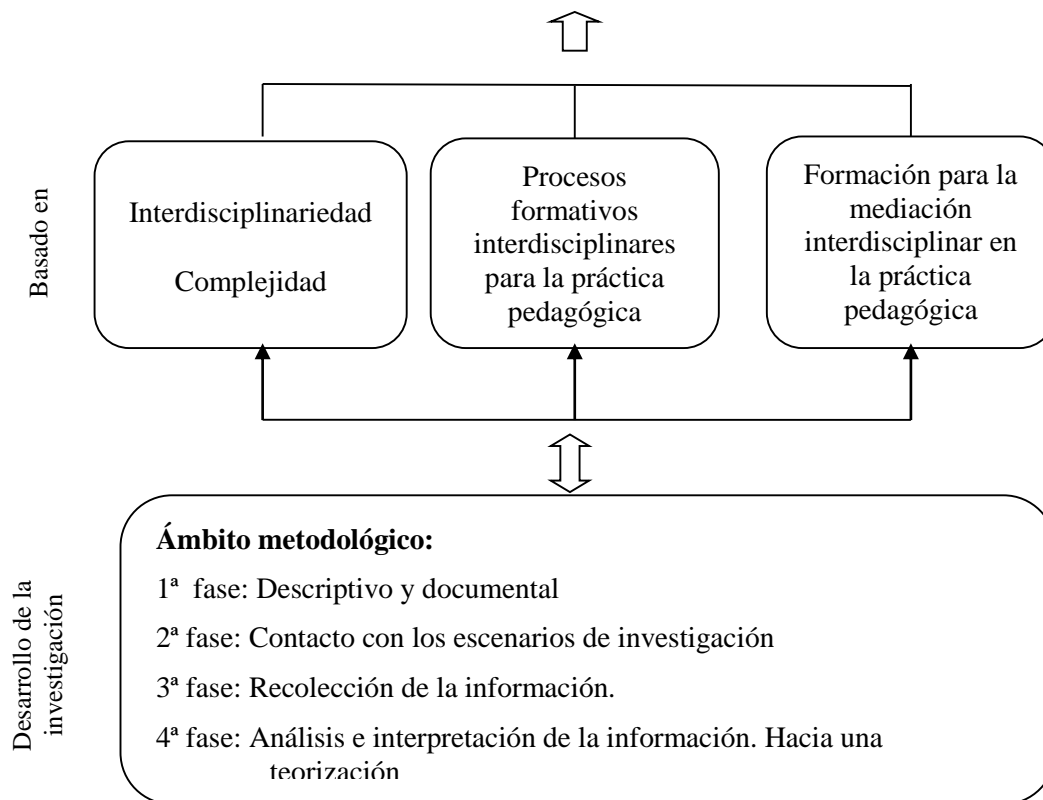 Basado en
Interdisciplinariedad
Complejidad
Procesos
formativos
interdisciplinares
para la práctica
pedagógica
Formación para la
mediación
interdisciplinar en
la práctica
pedagógica
Desarrollo de la
investigación
Ámbito metodológico:
1ª fase: Descriptivo y documental
2ª fase: Contacto con los escenarios de investigación
3ª fase: Recolección de la información.
4ª fase: Análisis e interpretación de la información. Hacia una
teorización